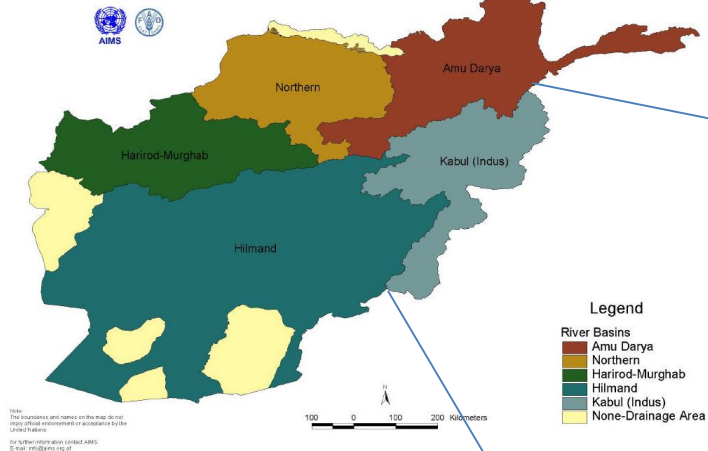 AIMS
F A O
Northern
Amu Darya
Harirod-Murghab
Kabul (Indus)
Hilmand
Legend
River Basins
Amu Darya
Northern
Harirod-Murghab
Hilmand
Kabul (Indus)
None-Drainage Area
N
100 0 100 200 Kilometers
Note:
The boundaries and names on the map do not
imply official endorsement or acceptance by the
United Nations
for further information contact AIMS
E-mail: info@aims.org.af